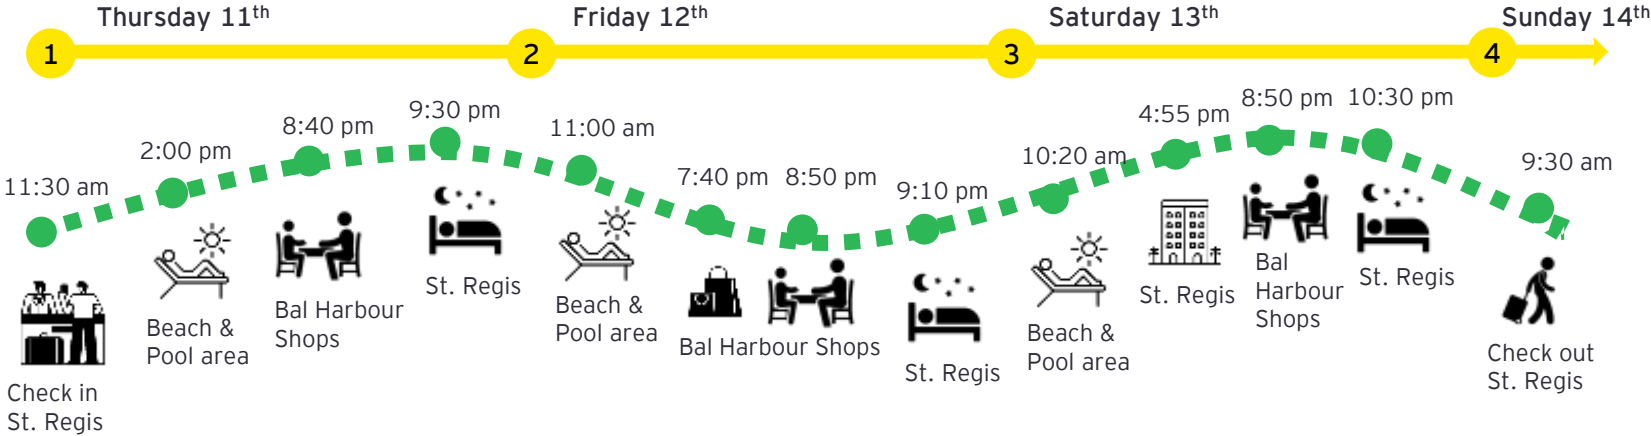 Thursday 11th
Friday 12th
Saturday 13th
Sunday 14th
1
2
3
4
11:30 am
Check in
St. Regis
2:00 pm
Beach &
Pool area
8:40 pm
Bal Harbour
Shops
9:30 pm
St. Regis
11:00 am
Beach &
Pool area
7:40 pm
8:50 pm
Bal Harbour Shops
9:10 pm
St. Regis
10:20 am
Beach &
Pool area
4:55 pm
St. Regis
8:50 pm
Bal
Harbour
Shops
10:30 pm
St. Regis
9:30 am
Check out
St. Regis